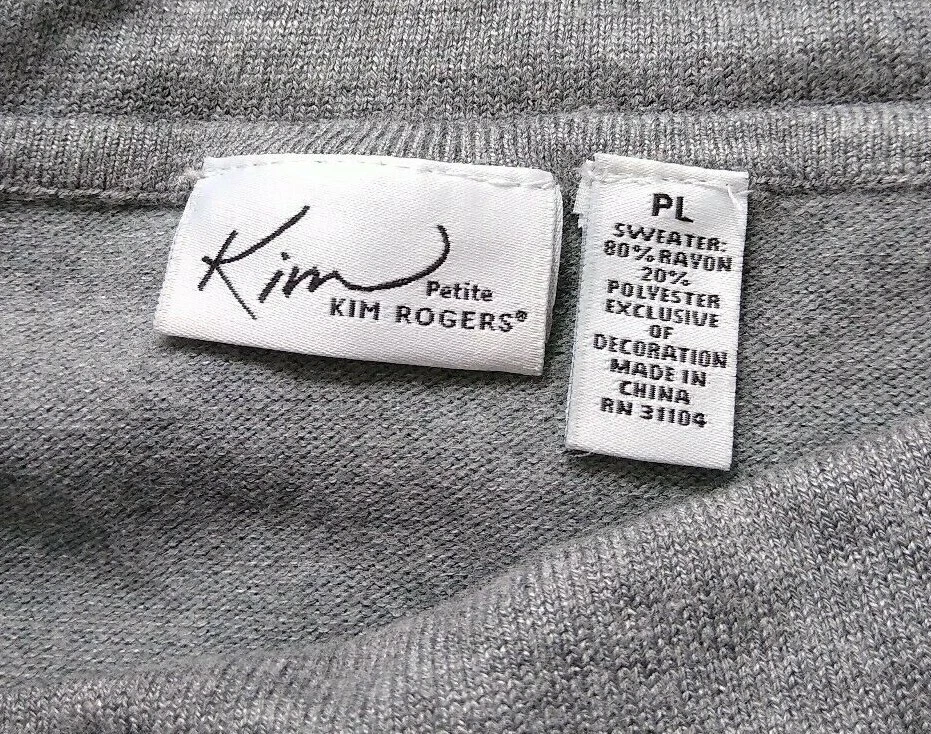 Kim
Petite
KIM ROGERS®
PL
SWEATER:
80% RAYON
20%
POLYESTER
EXCLUSIVE
OF
DECORATION
MADE IN
CHINA
RN 31104